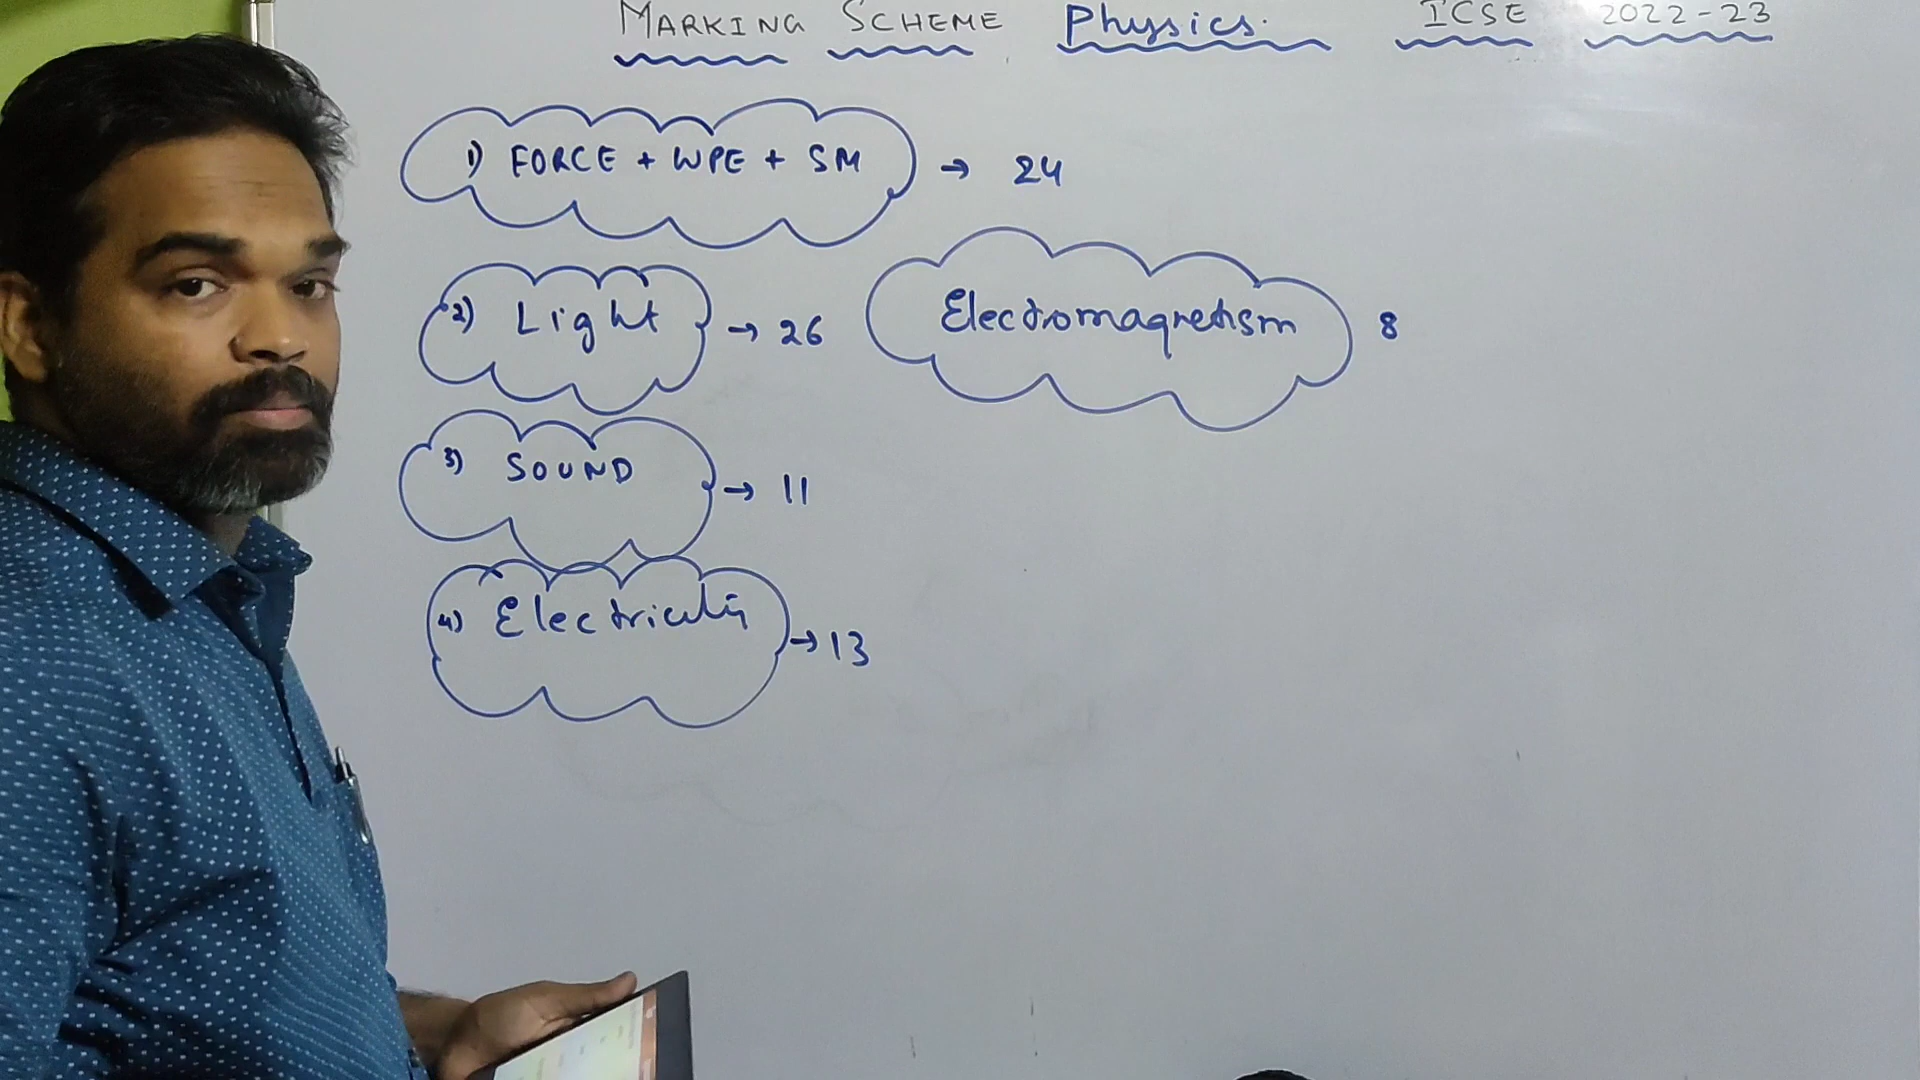 MARKING SCHEME Physics. ICSE 2022-23
1) FORCE + WPE + SM → 24
2) Light → 26
Electromagnetism 8
3) SOUND → 11
4) Electricity → 13